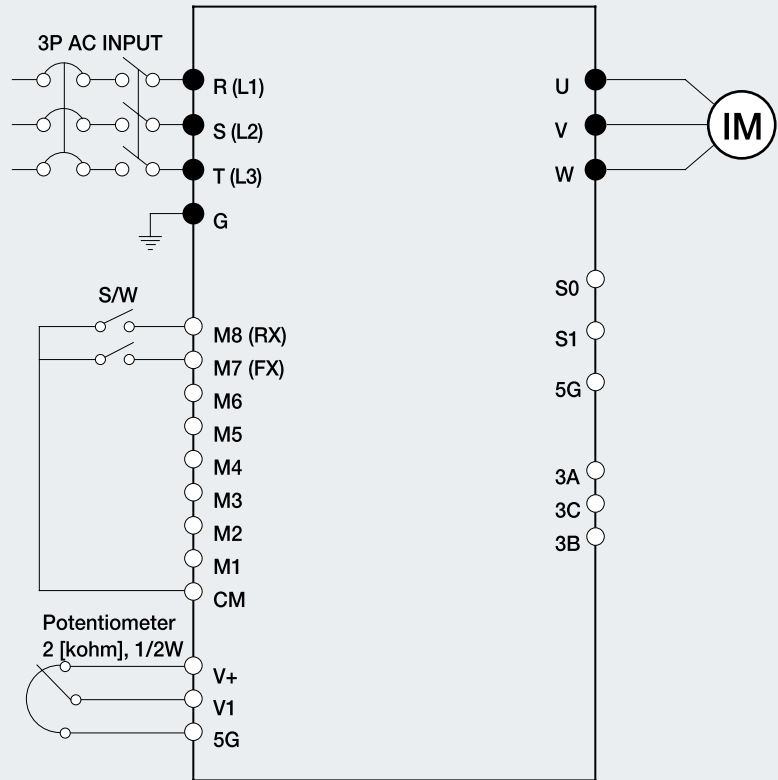 3P AC INPUT
R (L1)
S (L2)
T (L3)
G
U
V
W
IM
S/W
M8 (RX)
M7 (FX)
M6
M5
M4
M3
M2
M1
CM
S0
S1
5G
3A
3C
3B
Potentiometer
2 [kohm], 1/2W
V+
V1
5G